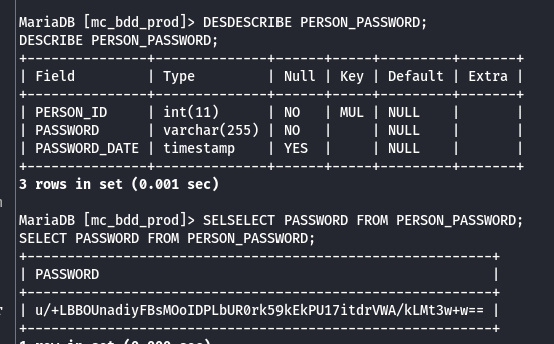 MariaDB [mc_bdd_prod]> DESDESCRIBE PERSON_PASSWORD;
DESCRIBE PERSON_PASSWORD;
+---------------+--------------+------+-----+---------+-------+
| Field         | Type         | Null | Key | Default | Extra |
+---------------+--------------+------+-----+---------+-------+
| PERSON_ID     | int(11)      | NO   | MUL | NULL    |       |
| PASSWORD      | varchar(255) | NO   |     | NULL    |       |
| PASSWORD_DATE | timestamp    | YES  |     | NULL    |       |
+---------------+--------------+------+-----+---------+-------+
3 rows in set (0.001 sec)
MariaDB [mc_bdd_prod]> SELSELECT PASSWORD FROM PERSON_PASSWORD;
SELECT PASSWORD FROM PERSON_PASSWORD;
+----------------------------------------------------------+
| PASSWORD                                                 |
+----------------------------------------------------------+
| u/+LBBOUnadiyFBsMOoIDPLbUR0rk59kEkPU17itdrVWA/kLMt3w+w== |
+----------------------------------------------------------+